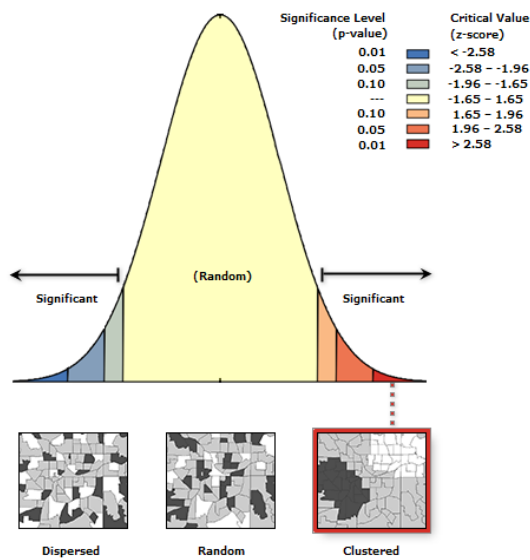 Significance Level Critical Value
(p-value) (z-score)
0.01 < -2.58
0.05 -2.58 – -1.96
0.10 -1.96 – -1.65
--- -1.65 – 1.65
0.10 1.65 – 1.96
0.05 1.96 – 2.58
0.01 > 2.58
(Random)
Significant Significant
Dispersed Random Clustered